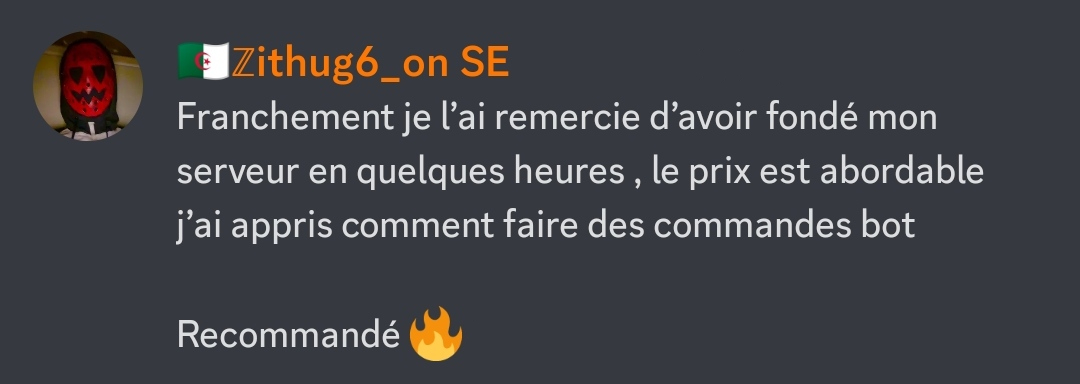 🇩🇿ℤithug6_on SE
Franchement je l’ai remercie d’avoir fondé mon
serveur en quelques heures , le prix est abordable
j’ai appris comment faire des commandes bot
Recommandé 🔥